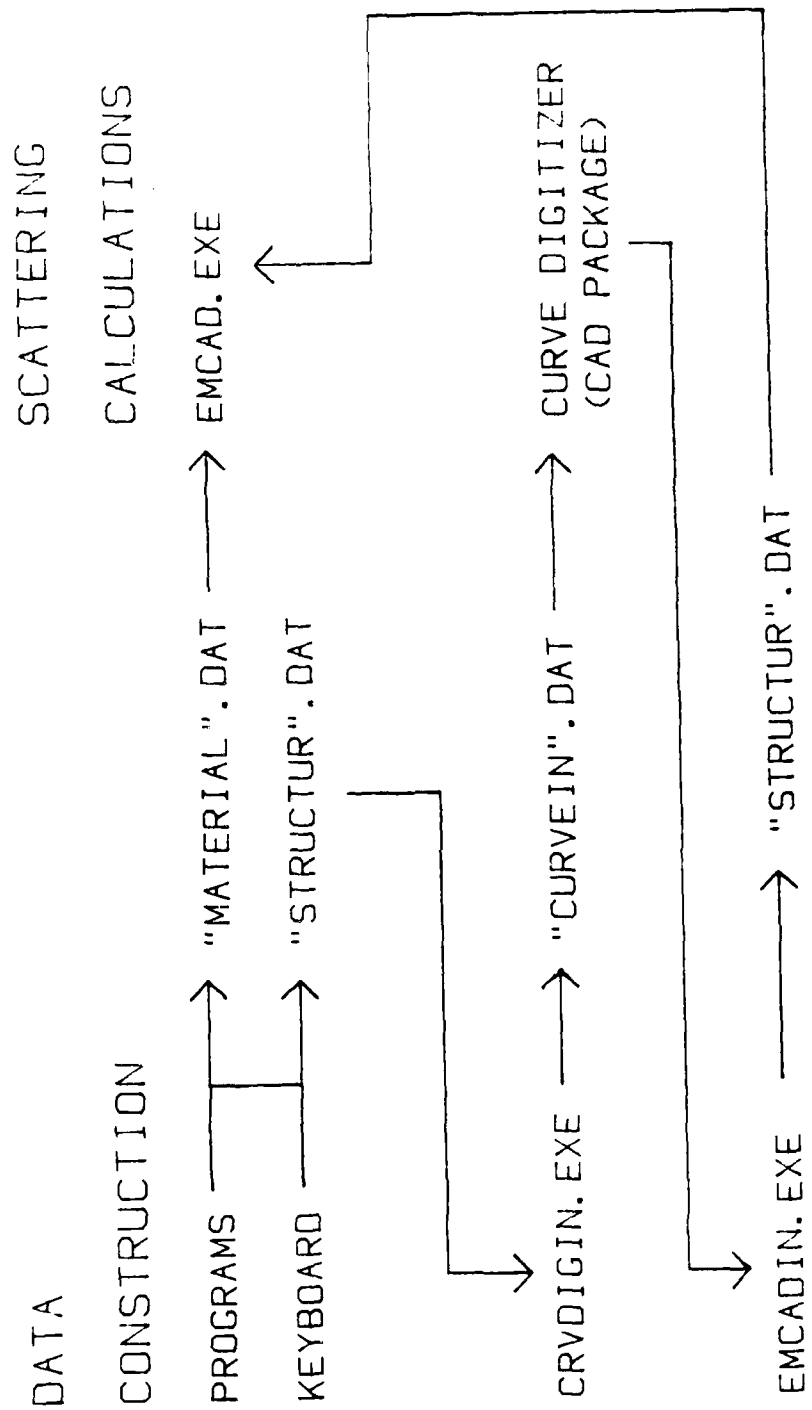 DATA
CONSTRUCTION
SCATTERING
CALCULATIONS
PROGRAMS
"MATERIAL".DAT
EMCAD.EXE
KEYBOARD
"STRUCTUR".DAT
CRVDIGIN.EXE
"CURVEIN".DAT
CURVE DIGITIZER
(CAD PACKAGE)
EMCADIN.EXE
"STRUCTUR".DAT